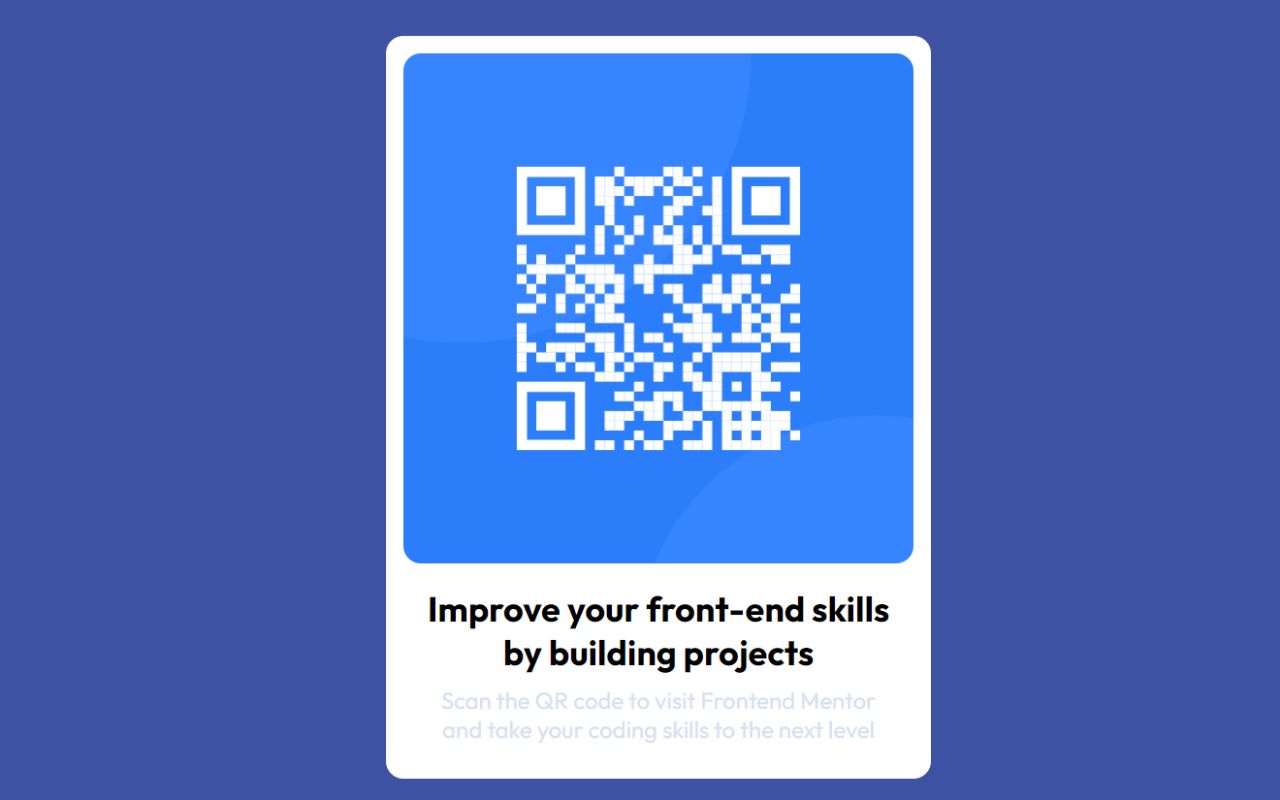 Improve your front-end skills
by building projects
Scan the QR code to visit Frontend Mentor
and take your coding skills to the next level